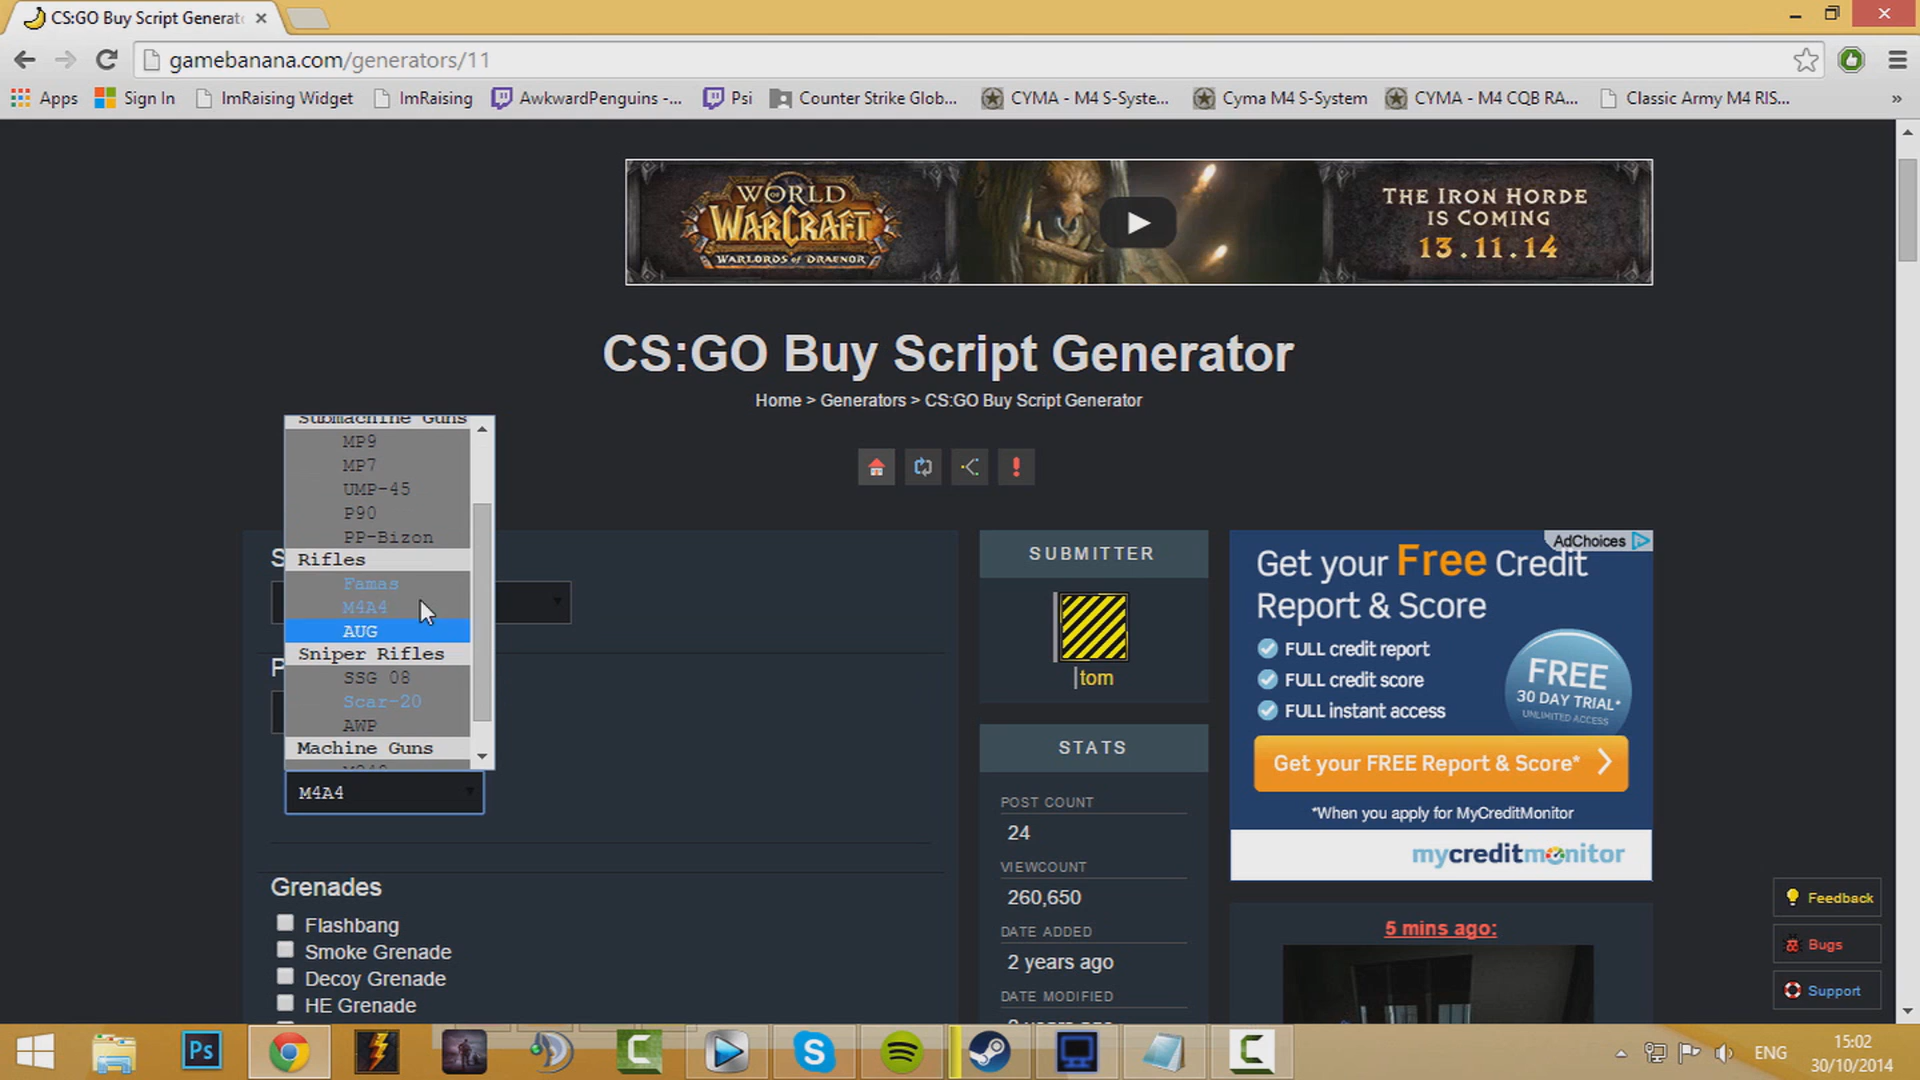 CS:GO Buy Script Generato
gamebanana.com/generators/11
Apps
Sign In
ImRaising Widget
ImRaising
AwkwardPenguins -...
Psi
Counter Strike Glob...
CYMA - M4 S-Syste...
Cyma M4 S-System
CYMA - M4 CQB RA...
Classic Army M4 RIS...
»
WORLD
OF
WARCRAFT
WARLORDS OF DRAENOR
THE IRON HORDE
IS COMING
13.11.14
CS:GO Buy Script Generator
Home > Generators > CS:GO Buy Script Generator
Submachine Guns
MP9
MP7
UMP-45
P90
PP-Bizon
Rifles
Famas
M4A4
AUG
Sniper Rifles
SSG 08
Scar-20
AWP
Machine Guns
M4A4
Grenades
Flashbang
Smoke Grenade
Decoy Grenade
HE Grenade
SUBMITTER
tom
STATS
POST COUNT
24
VIEWCOUNT
260,650
DATE ADDED
2 years ago
DATE MODIFIED
AdChoices
Get your Free Credit
Report & Score
FULL credit report
FULL credit score
FULL instant access
FREE
30 DAY TRIAL*
UNLIMITED ACCESS
Get your FREE Report & Score*
*When you apply for MyCreditMonitor
mycreditmonitor
5 mins ago:
Feedback
Bugs
Support
Ps
ENG
15:02
30/10/2014